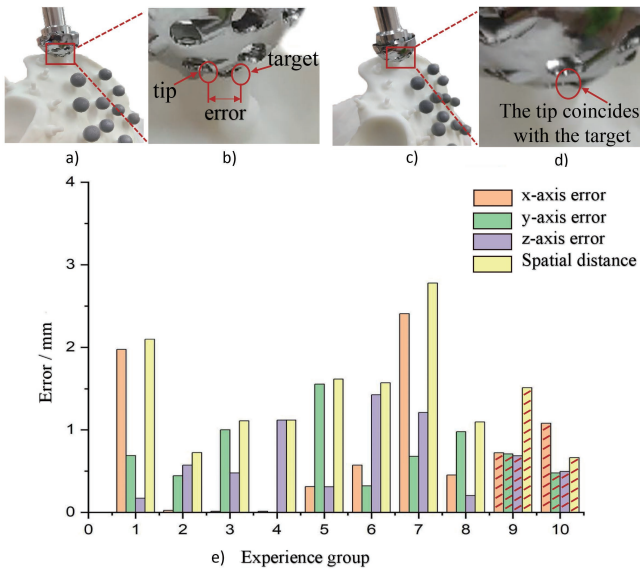 tip
target
error
The tip coincides
with the target
a)
b)
c)
d)
4
3
2
1
0
Error / mm
x-axis error
y-axis error
z-axis error
Spatial distance
0 1 2 3 4 5 6 7 8 9 10
e) Experience group